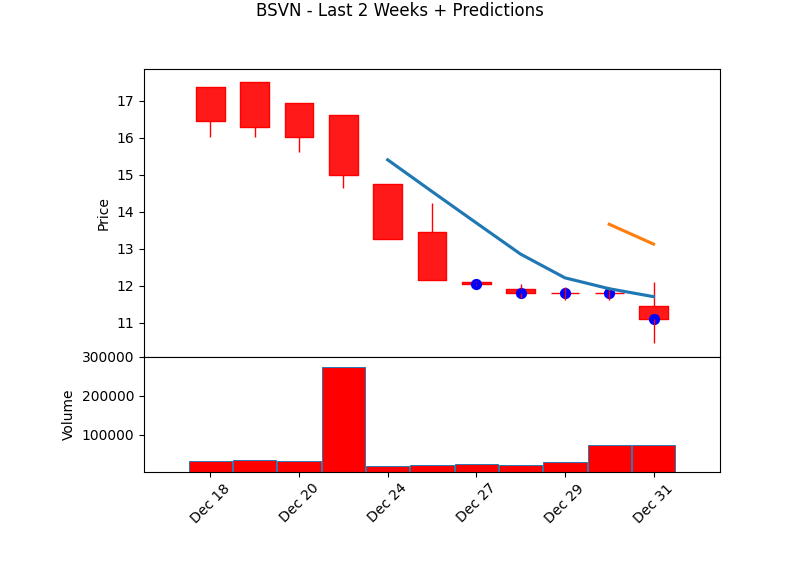 BSVN - Last 2 Weeks + Predictions
17
16
15
14
13
12
11
Price
300000
200000
100000
Volume
Dec 18
Dec 20
Dec 24
Dec 27
Dec 29
Dec 31